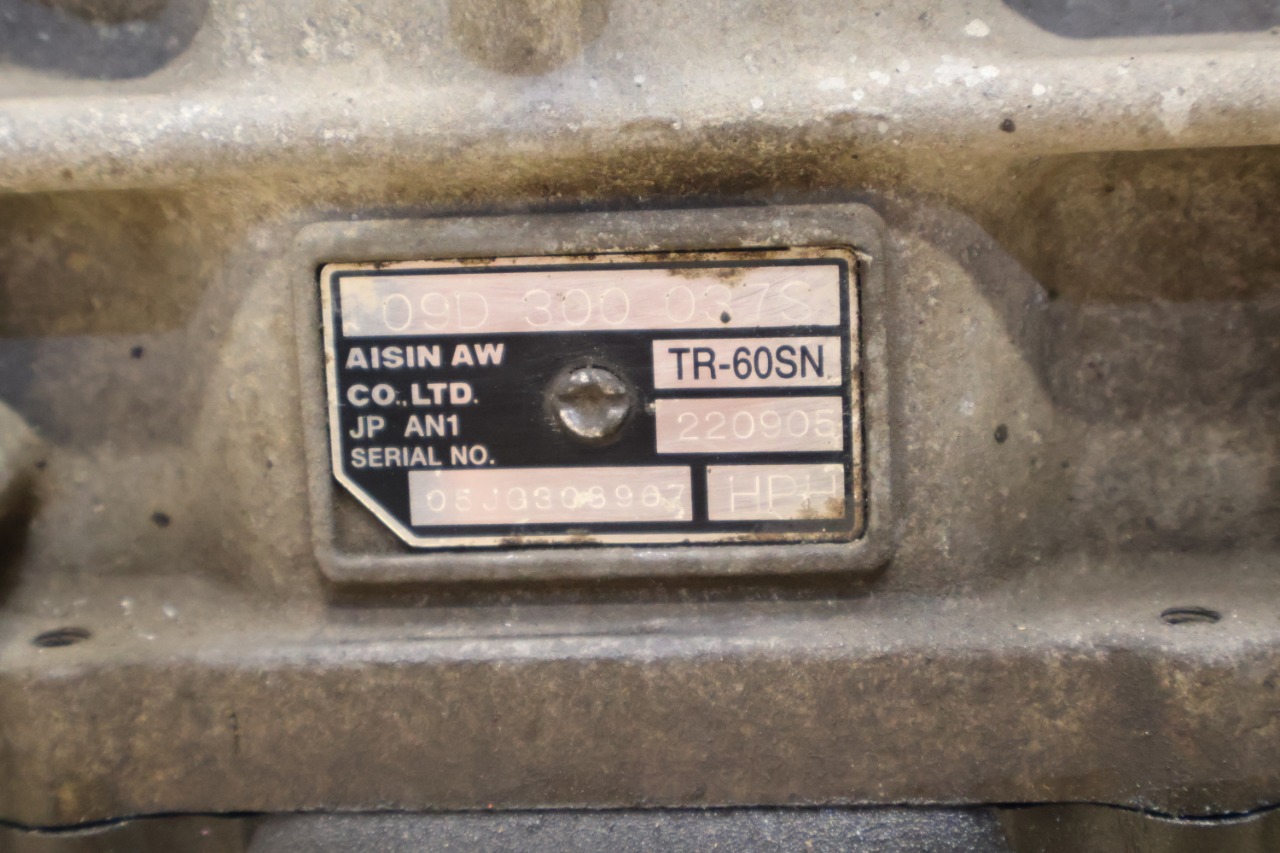 09D 300 037S
AISIN AW
CO.,LTD.
TR-60SN
JP AN1
220905
SERIAL NO.
HPH